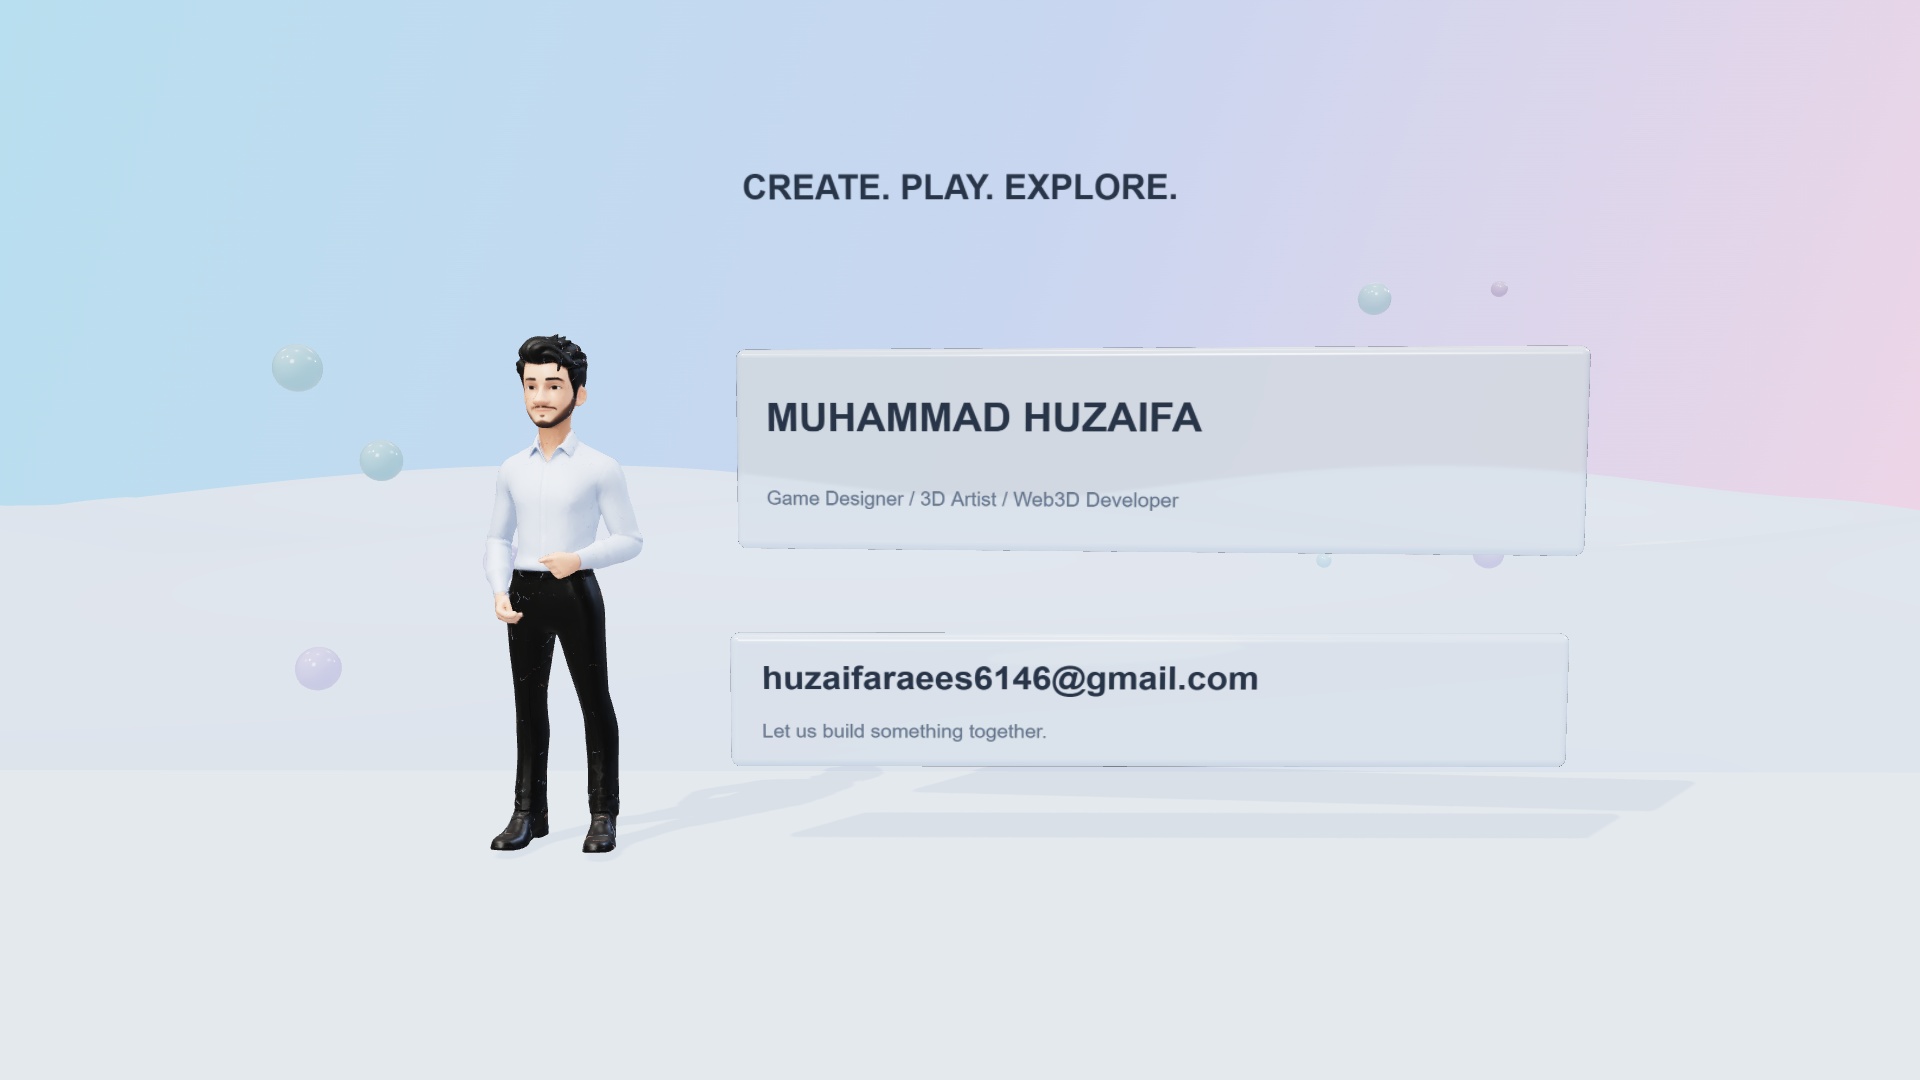 CREATE. PLAY. EXPLORE.
MUHAMMAD HUZAIFA
Game Designer / 3D Artist / Web3D Developer
huzaifaraees6146@gmail.com
Let us build something together.